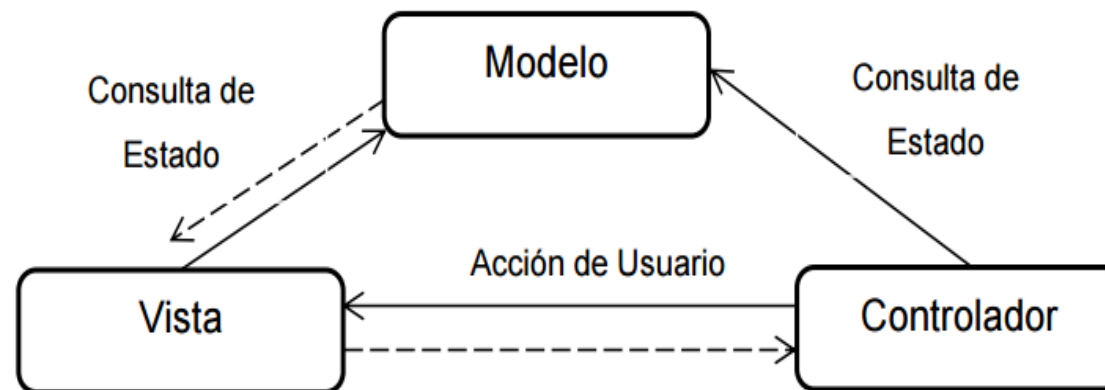 Modelo
Consulta de
Estado
Consulta de
Estado
Acción de Usuario
Vista
Controlador